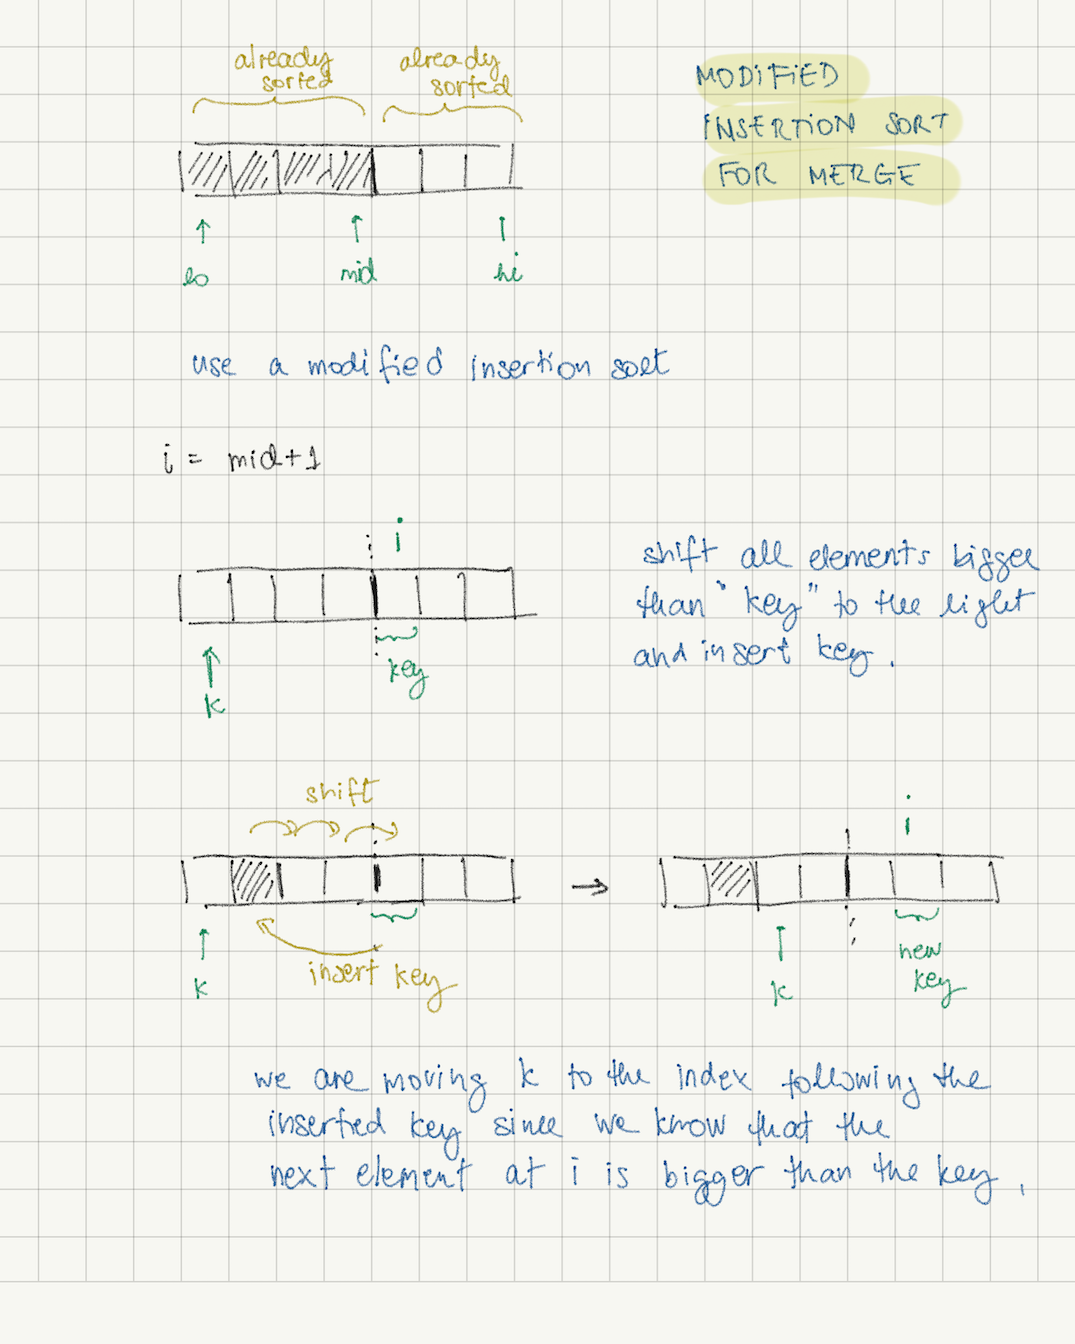 already
sorted
already
sorted
MODIFIED
INSERTION SORT
FOR MERGE
lo
mid
hi
use a modified insertion sort
i = mid+1
i
key
k
shift all elements bigger
than "key" to the right
and insert key.
shift
k
insert key
i
k
new
key
we are moving k to the index following the
inserted key since we know that the
next element at i is bigger than the key.